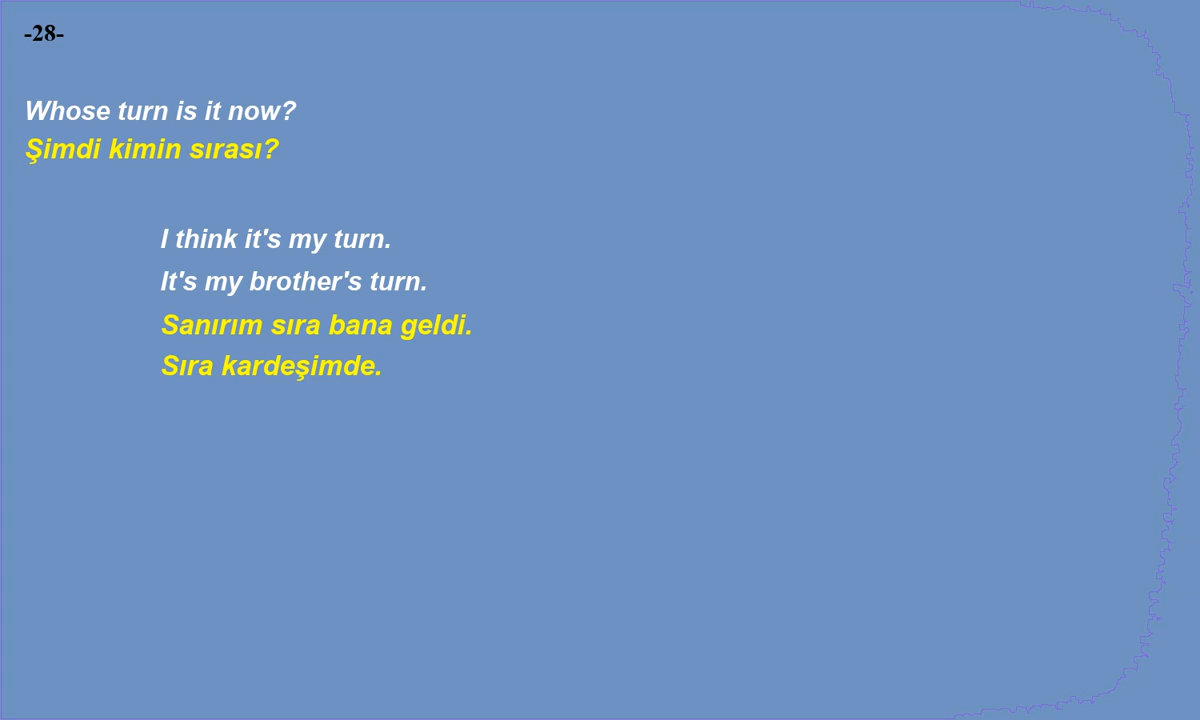 -28-
Whose turn is it now?
Şimdi kimin sırası?
I think it's my turn.
It's my brother's turn.
Sanırım sıra bana geldi.
Sıra kardeşimde.